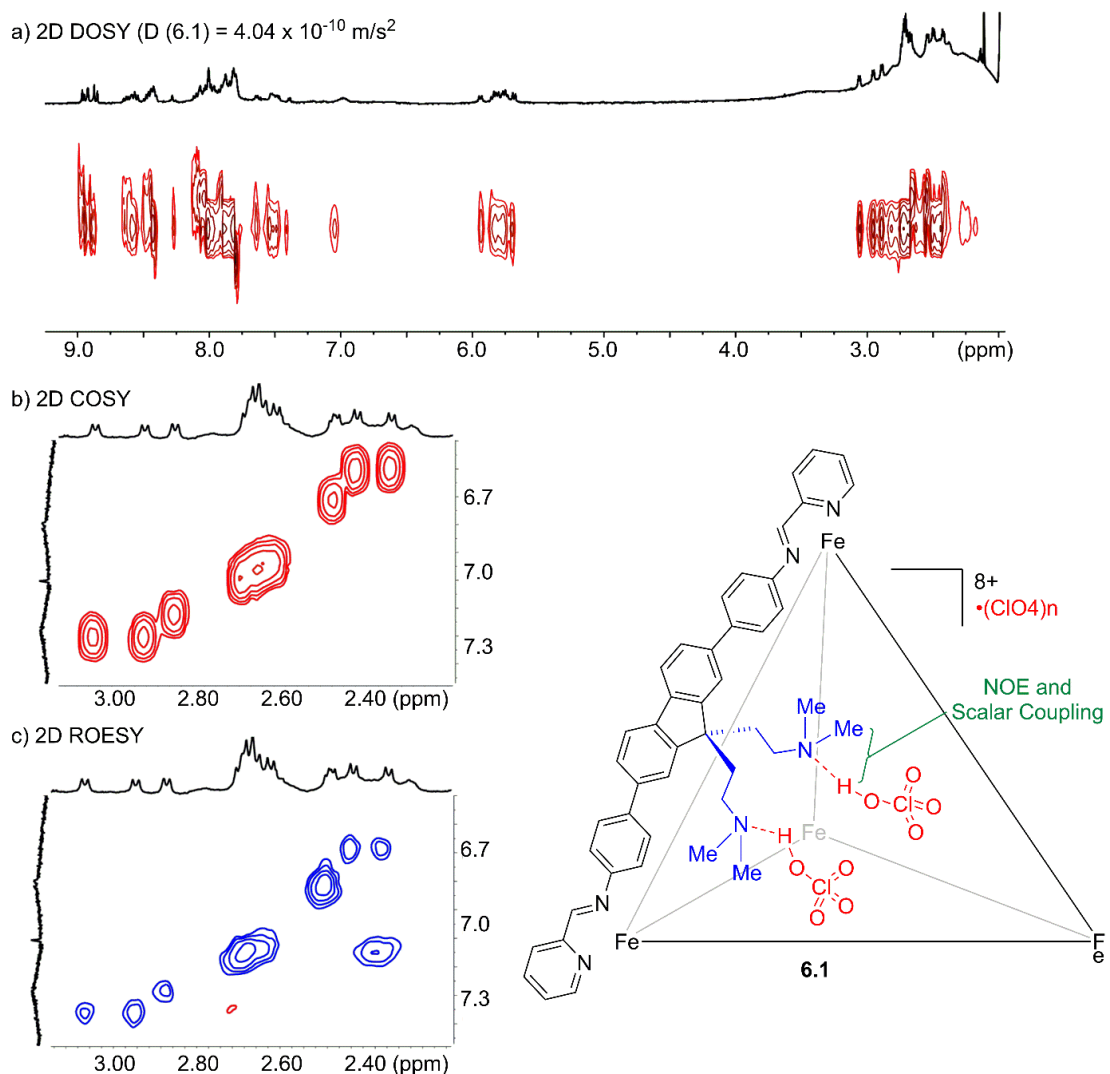 a) 2D DOSY (D (6.1) = 4.04 x 10⁻¹⁰ m/s²
9.0 8.0 7.0 6.0 5.0 4.0 3.0 (ppm)
b) 2D COSY
6.7
7.0
7.3
3.00 2.80 2.60 2.40 (ppm)
c) 2D ROESY
6.7
7.0
7.3
3.00 2.80 2.60 2.40 (ppm)
N
N
Fe
8+
•(ClO4)n
NOE and
Scalar Coupling
Me
N
Me
H
O
Cl
O
O
O
N
Me
Me
H
Fe
O
Cl
O
O
O
N
Fe
N
F
e
6.1